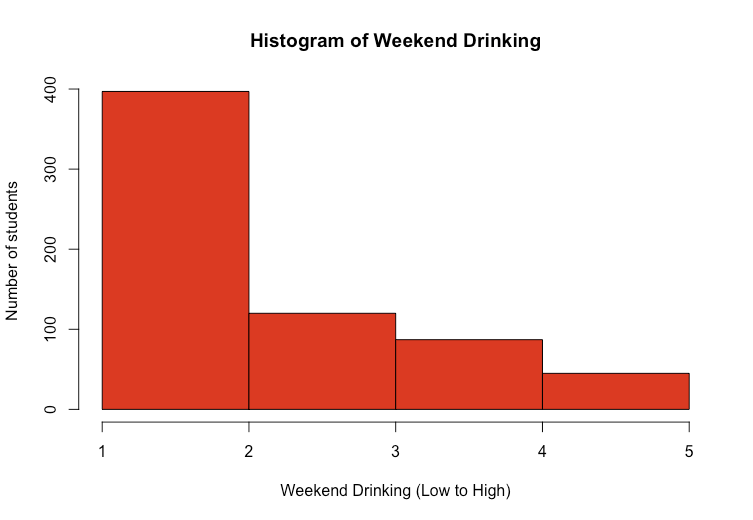 Histogram of Weekend Drinking
Number of students
400
300
200
100
0
1 2 3 4 5
Weekend Drinking (Low to High)